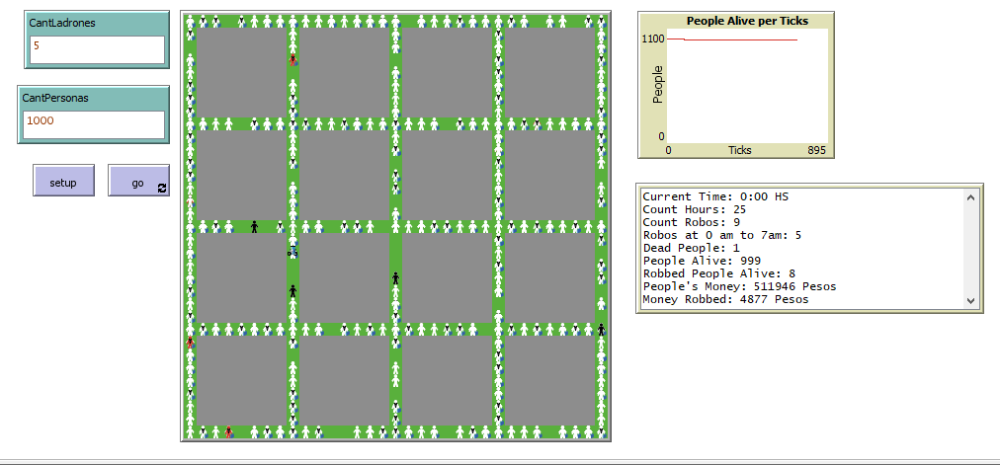 CantLadrones
5
CantPersonas
1000
setup
go
People Alive per Ticks
1100
People
0
0
Ticks
895
Current Time: 0:00 HS
Count Hours: 25
Count Robos: 9
Robos at 0 am to 7am: 5
Dead People: 1
People Alive: 999
Robbed People Alive: 8
People's Money: 511946 Pesos
Money Robbed: 4877 Pesos